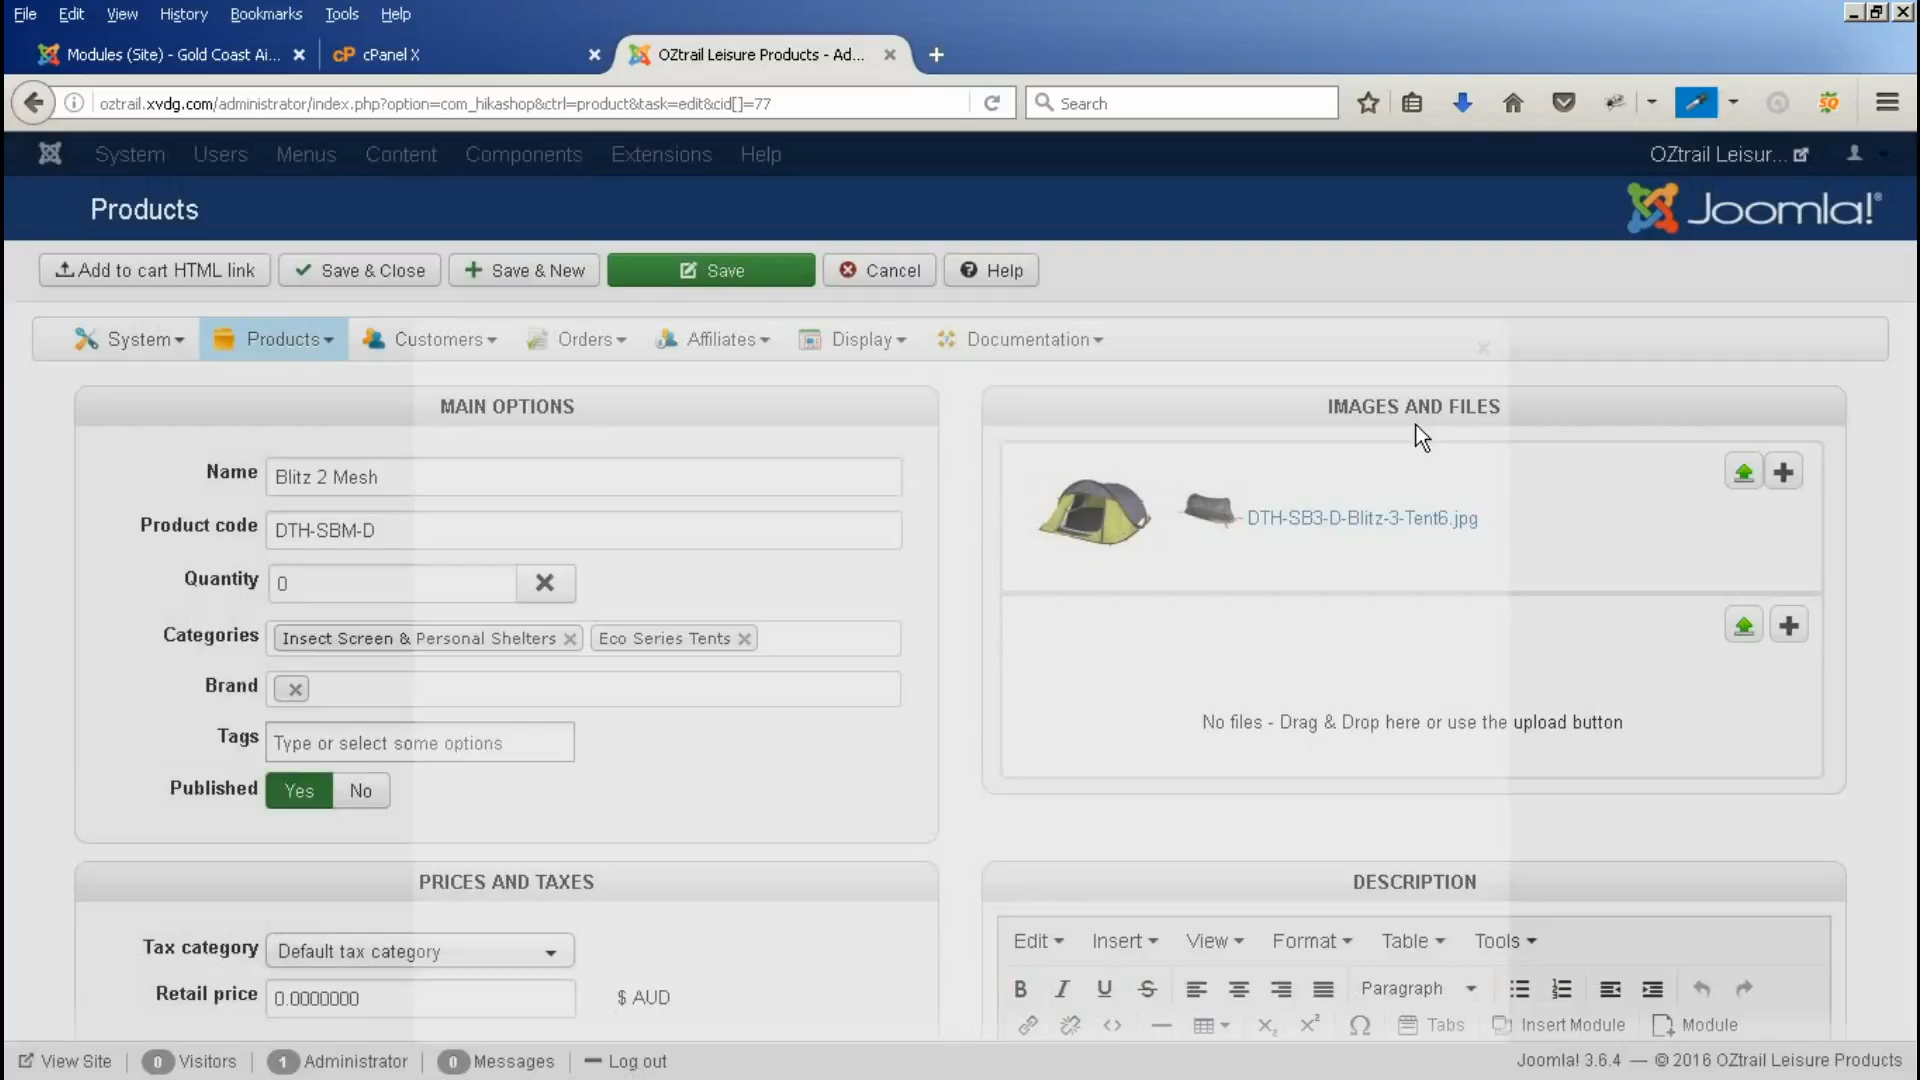 File Edit View History Bookmarks Tools Help
Modules (Site) - Gold Coast Ai...
cP cPanel X
OZtrail Leisure Products - Ad...
oztrail.xvdg.com/administrator/index.php?option=com_hikashop&ctrl=product&task=edit&cid[]=77
Search
System Users Menus Content Components Extensions Help
OZtrail Leisur...
Products
Joomla!®
Add to cart HTML link
Save & Close
Save & New
Save
Cancel
Help
System Products Customers Orders Affiliates Display Documentation
MAIN OPTIONS
Name Blitz 2 Mesh
Product code DTH-SBM-D
Quantity 0
Categories Insect Screen & Personal Shelters Eco Series Tents
Brand
Tags Type or select some options
Published Yes No
IMAGES AND FILES
DTH-SB3-D-Blitz-3-Tent6.jpg
No files - Drag & Drop here or use the upload button
PRICES AND TAXES
Tax category Default tax category
Retail price 0.0000000 $ AUD
DESCRIPTION
Edit Insert View Format Table Tools
B I U S Paragraph
Tabs Insert Module Module
View Site 0 Visitors 1 Administrator 0 Messages Log out
Joomla! 3.6.4 — © 2016 OZtrail Leisure Products